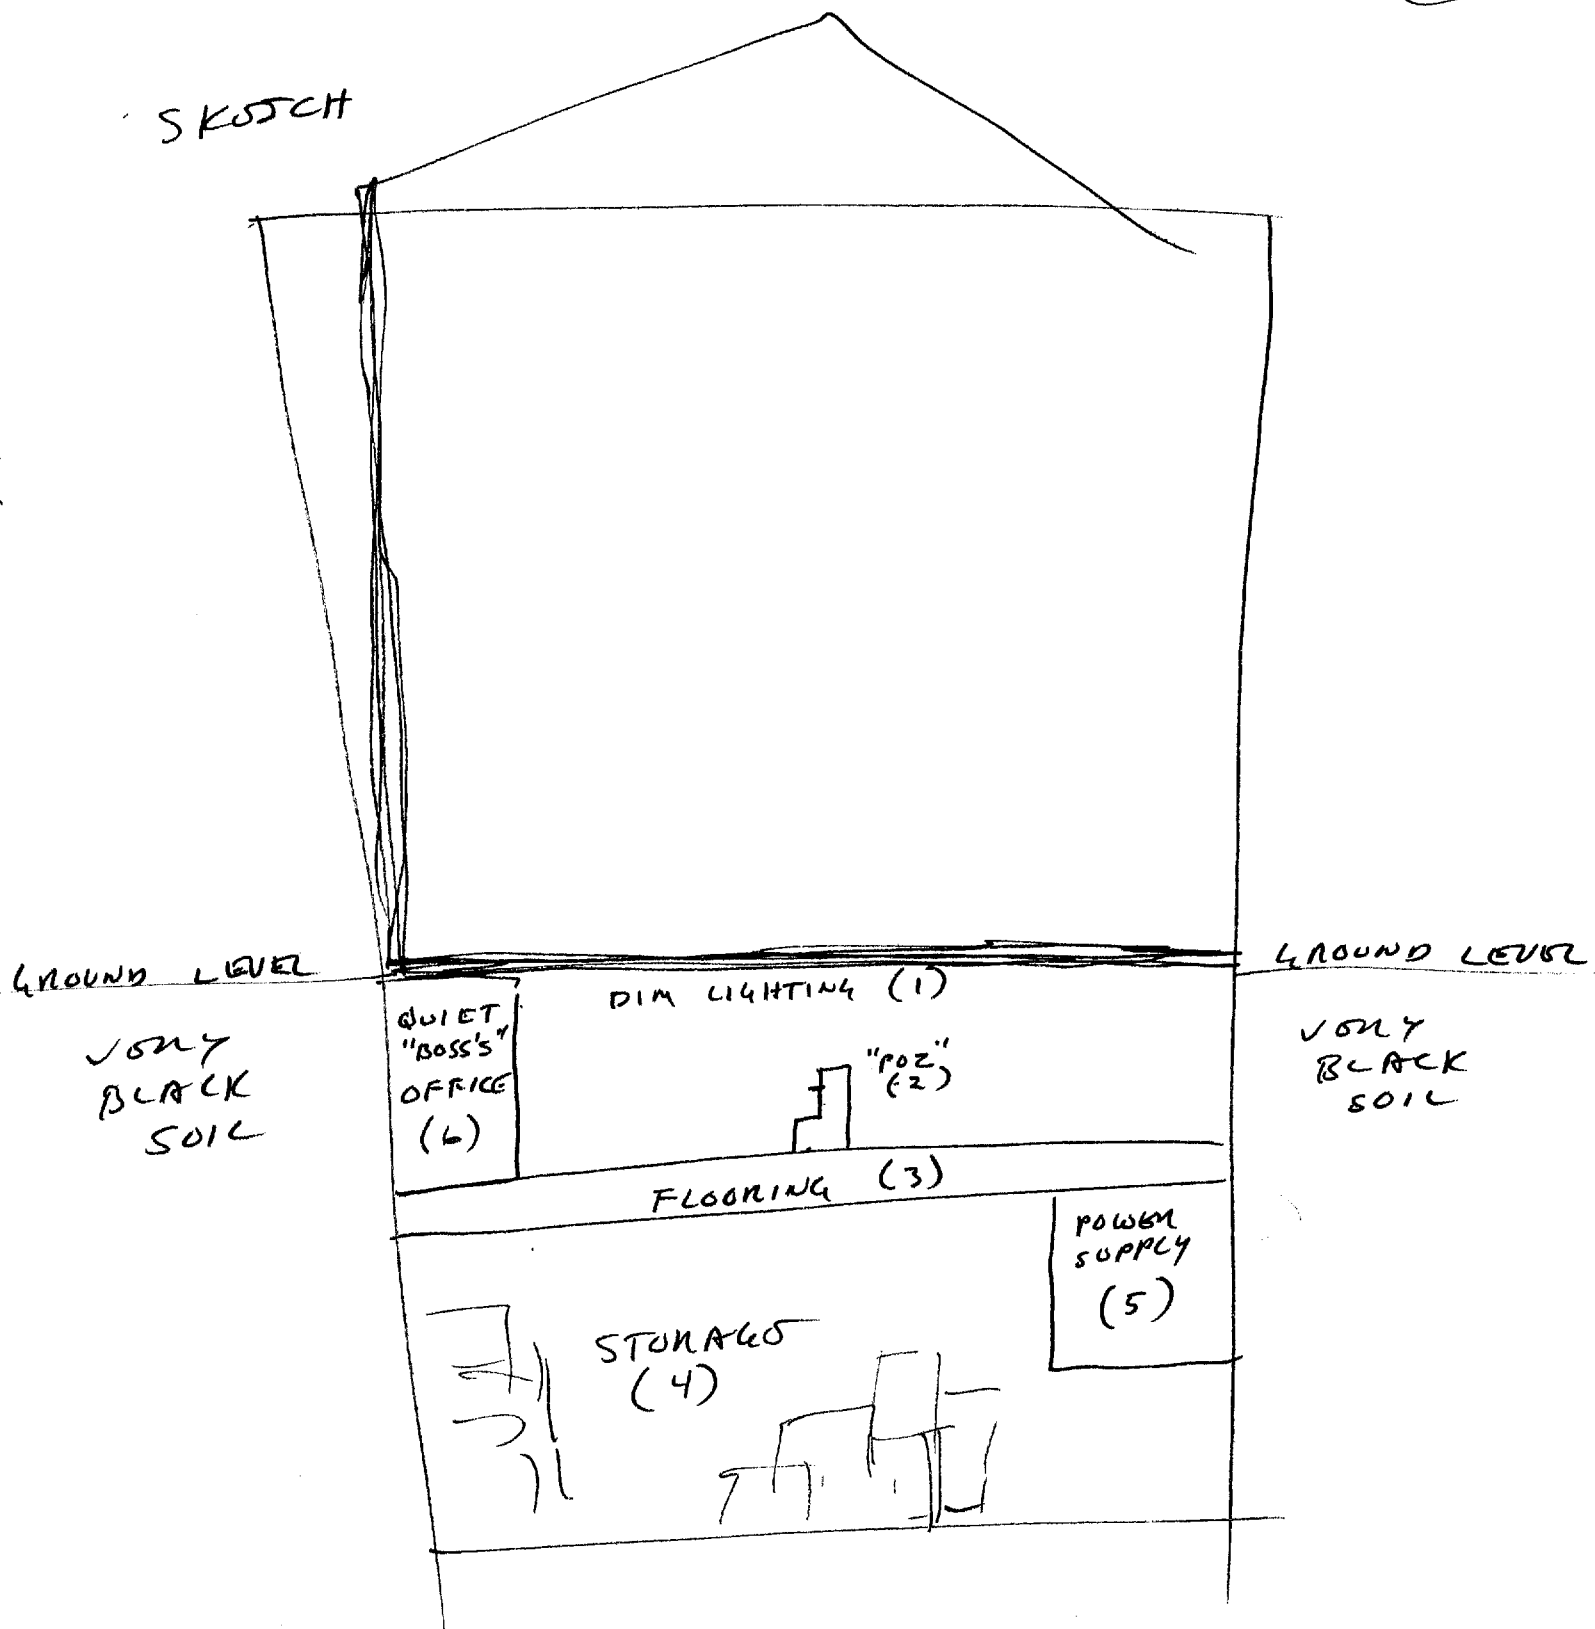 SKETCH
GROUND LEVEL
GROUND LEVEL
DIM LIGHTING (1)
QUIET
"BOSS'S"
OFFICE
(6)
VERY
BLACK
SOIL
"POZ"
(2)
VERY
BLACK
SOIL
FLOORING (3)
POWER
SUPPLY
(5)
STORAGE
(4)